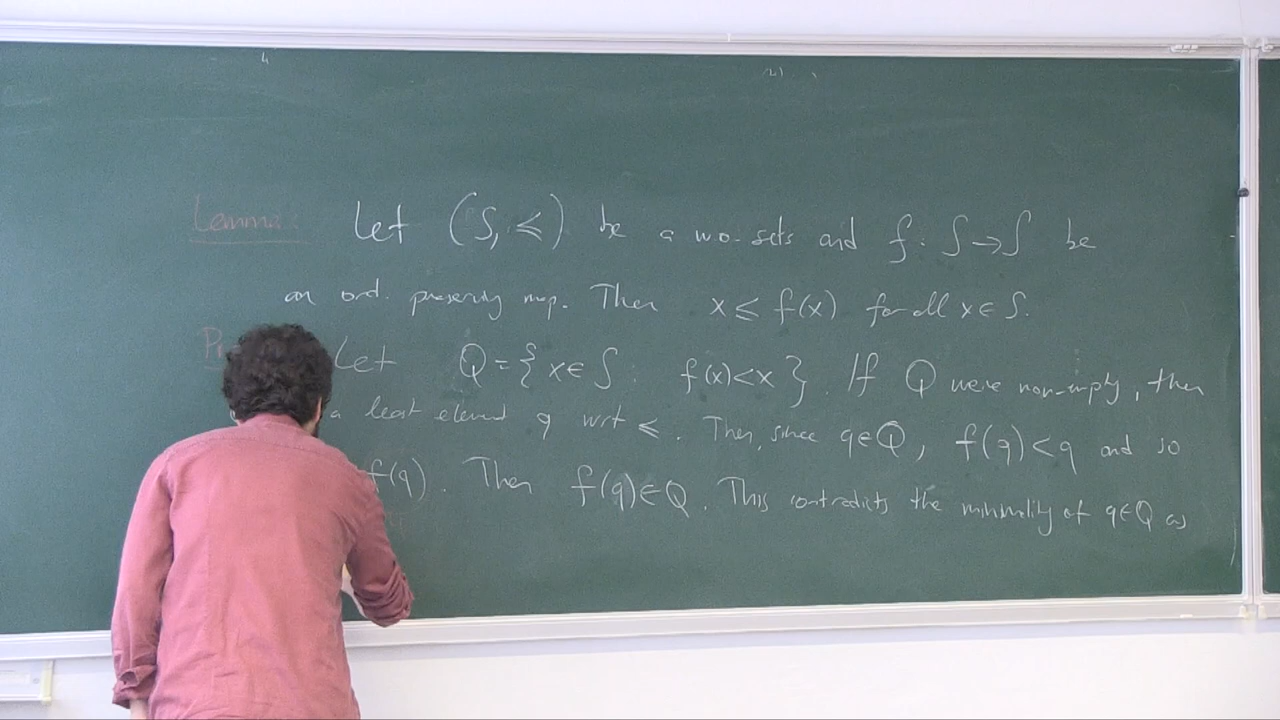 Lemma: Let (S, ≤) be a wo-sets and f: S→S be
an ord. preserving map. Then x ≤ f(x) for all x ∈ S.
Let Q = { x ∈ S : f(x) < x }. If Q were non-empty, then
a least element q wrt ≤. Then, since q ∈ Q, f(q) < q and so
f(q). Then f(q) ∈ Q. This contradicts the minimality of q ∈ Q as